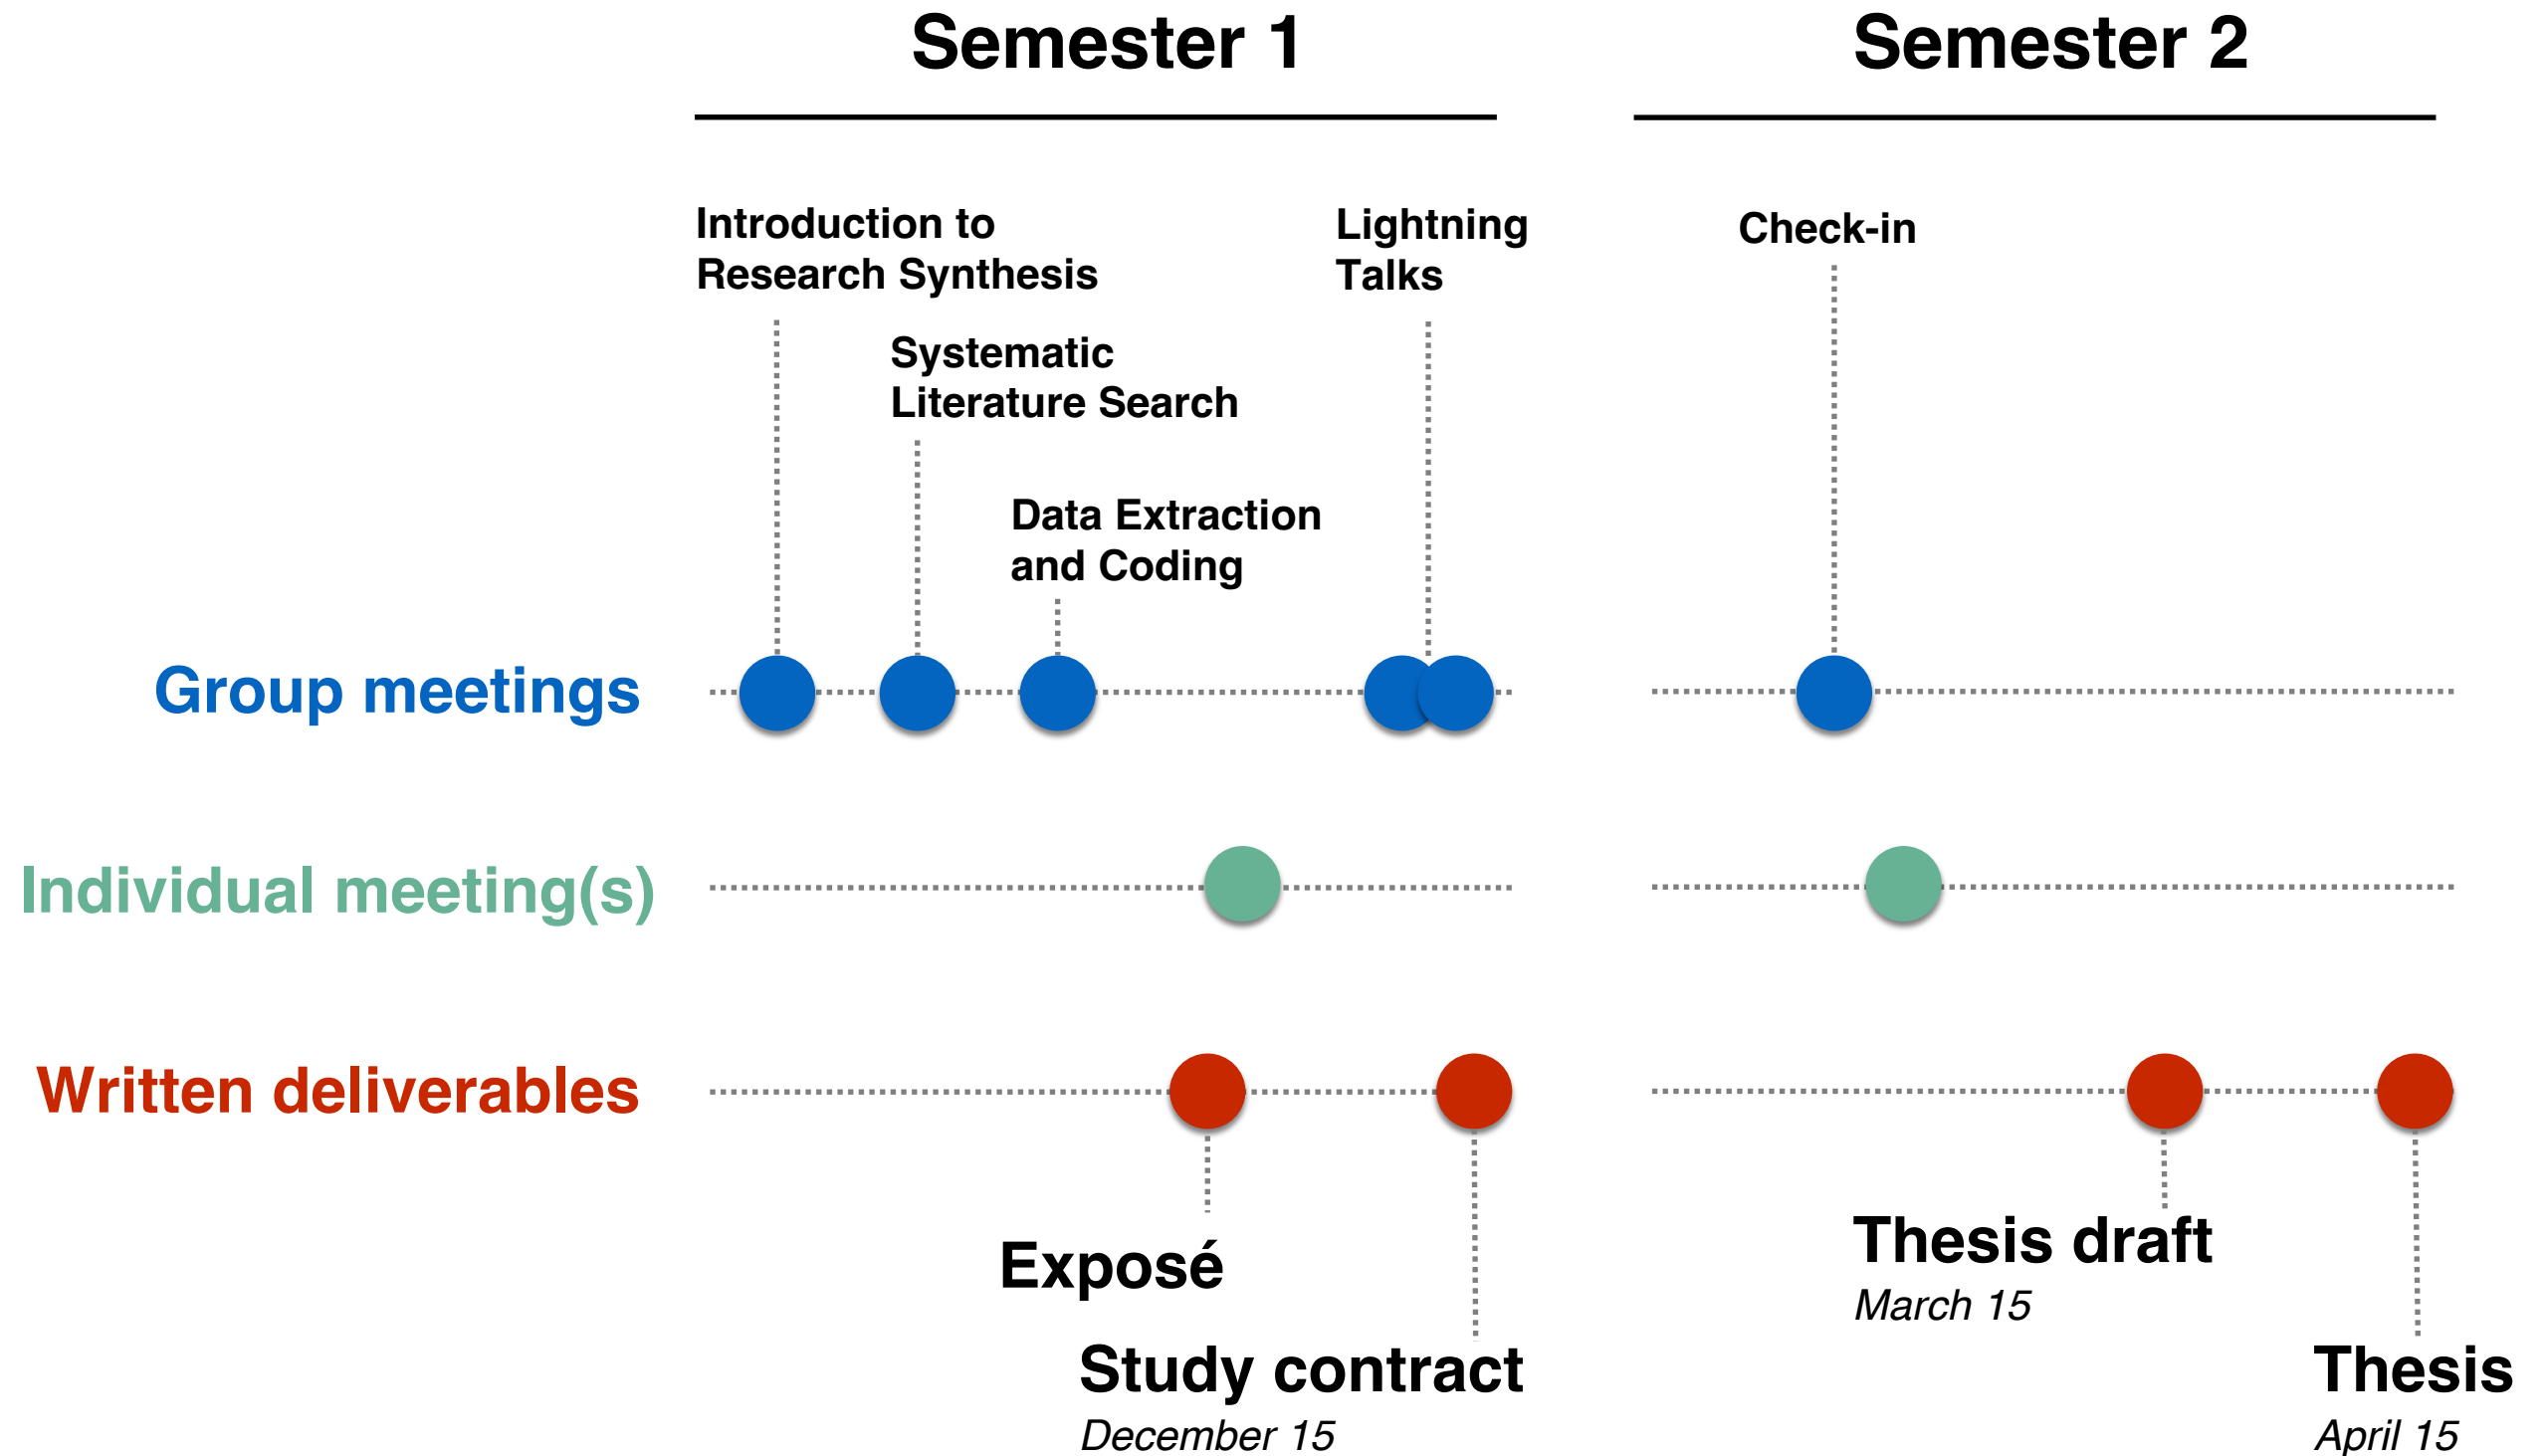 Semester 1
Semester 2
Introduction to
Research Synthesis
Lightning
Talks
Check-in
Systematic
Literature Search
Data Extraction
and Coding
Group meetings
Individual meeting(s)
Written deliverables
Exposé
Study contract
December 15
Thesis draft
March 15
Thesis
April 15